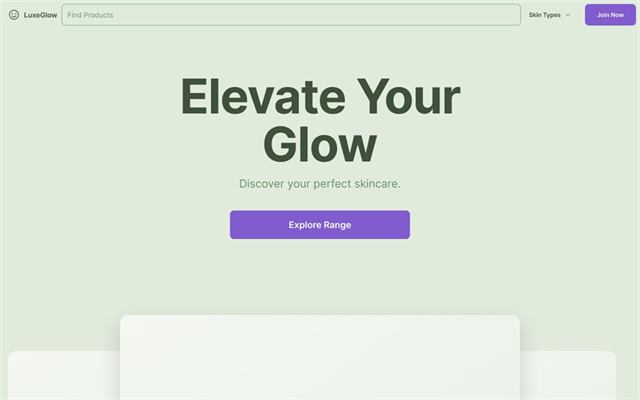 LuxeGlow
Find Products
Skin Types
Join Now
Elevate Your
Glow
Discover your perfect skincare.
Explore Range